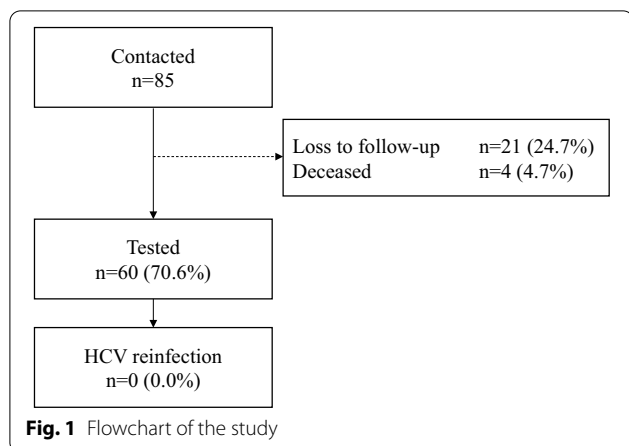 Contacted
n=85
Loss to follow-up n=21 (24.7%)
Deceased n=4 (4.7%)
Tested
n=60 (70.6%)
HCV reinfection
n=0 (0.0%)
Fig. 1 Flowchart of the study